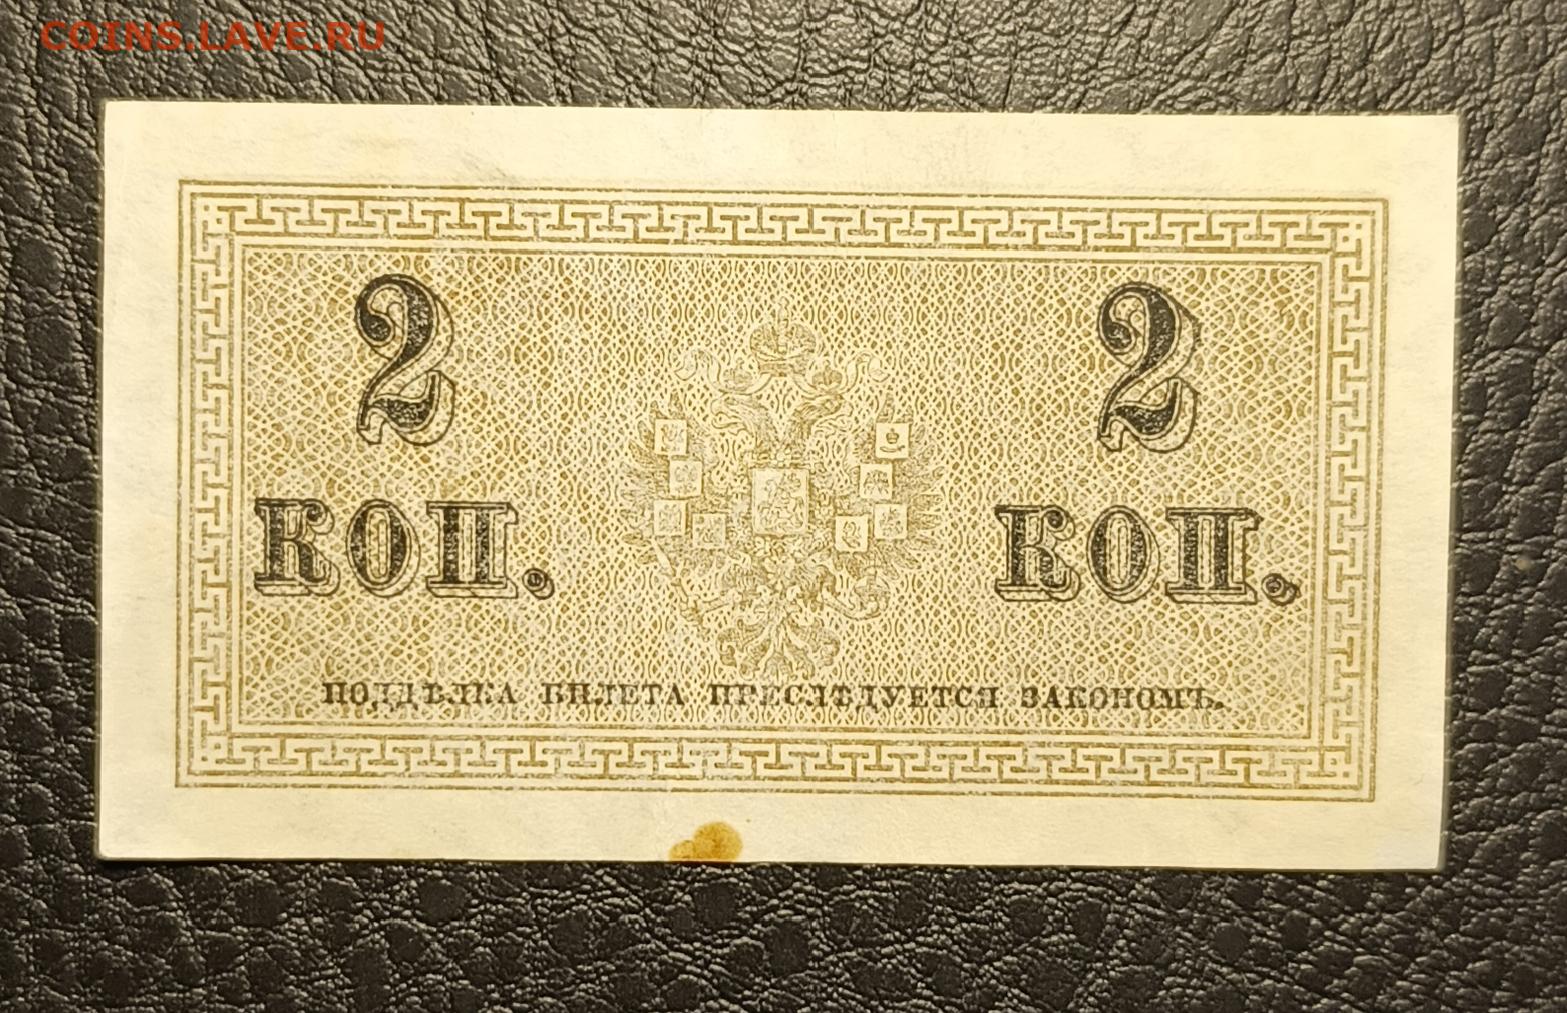 COINS.LAVE.RU
2 2
КОП. КОП.
ПОДДѢЛКА БИЛЕТА ПРЕСЛѢДУЕТСЯ ЗАКОНОМЪ.